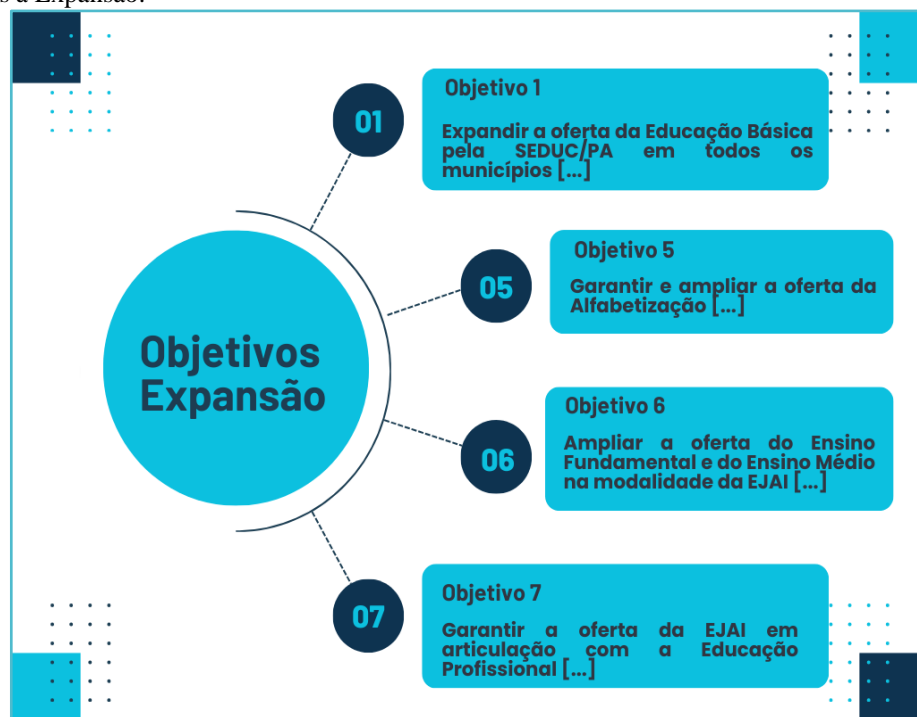 s à Expansão:
Objetivos
Expansão
01
Objetivo 1
Expandir a oferta da Educação Básica
pela SEDUC/PA em todos os
municípios [...]
05
Objetivo 5
Garantir e ampliar a oferta da
Alfabetização [...]
06
Objetivo 6
Ampliar a oferta do Ensino
Fundamental e do Ensino Médio
na modalidade da EJAI [...]
07
Objetivo 7
Garantir a oferta da EJAI em
articulação com a Educação
Profissional [...]